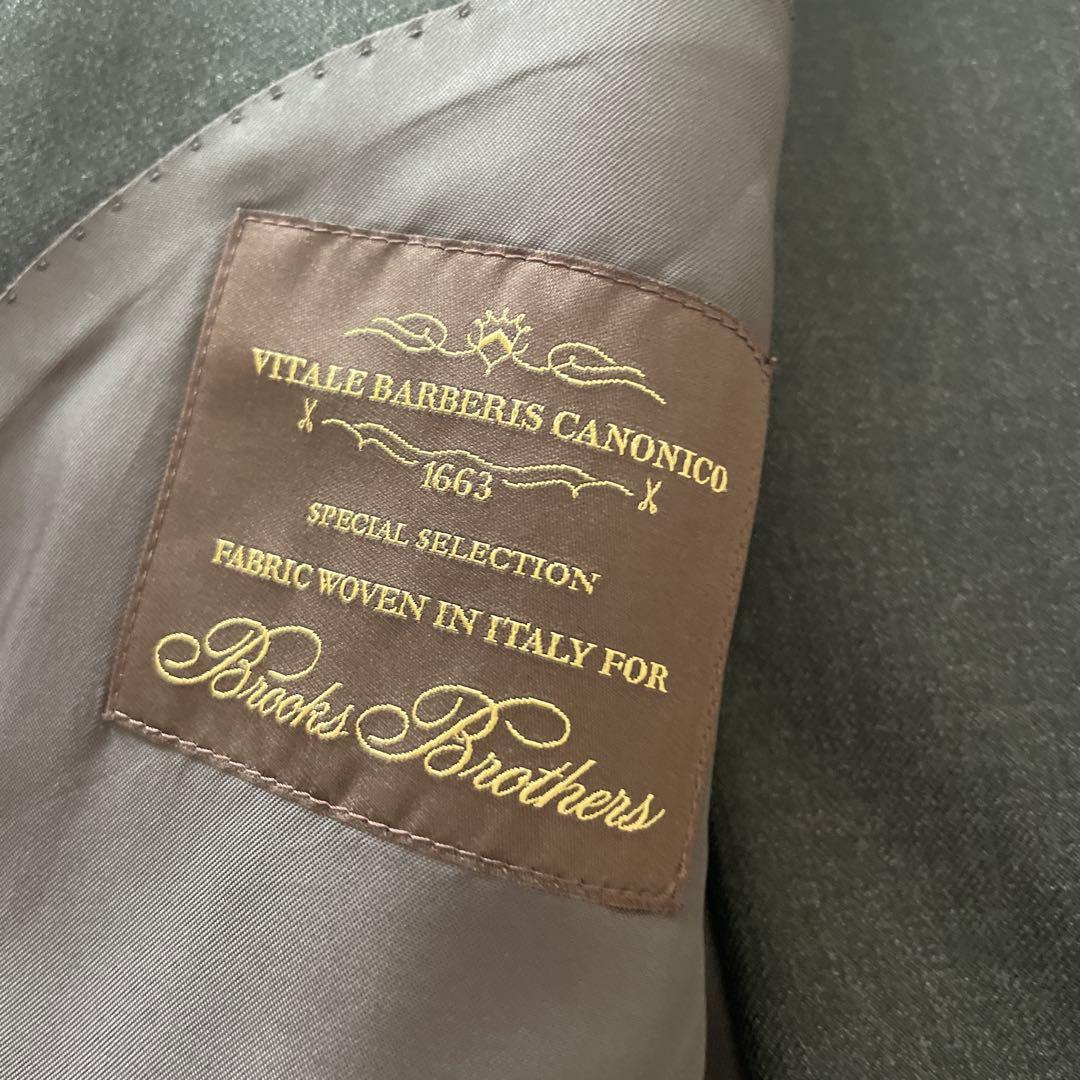 VITALE BARBERIS CANONICO
1663
SPECIAL SELECTION
FABRIC WOVEN IN ITALY FOR
Brooks Brothers